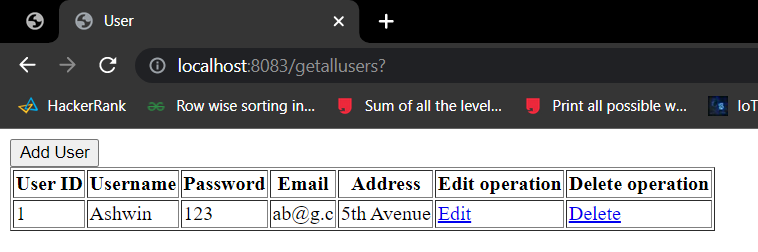 User
localhost:8083/getallusers?
HackerRank Row wise sorting in... Sum of all the level... Print all possible w... IoT
Add User
User ID Username Password Email Address Edit operation Delete operation
1 Ashwin 123 ab@g.c 5th Avenue Edit Delete